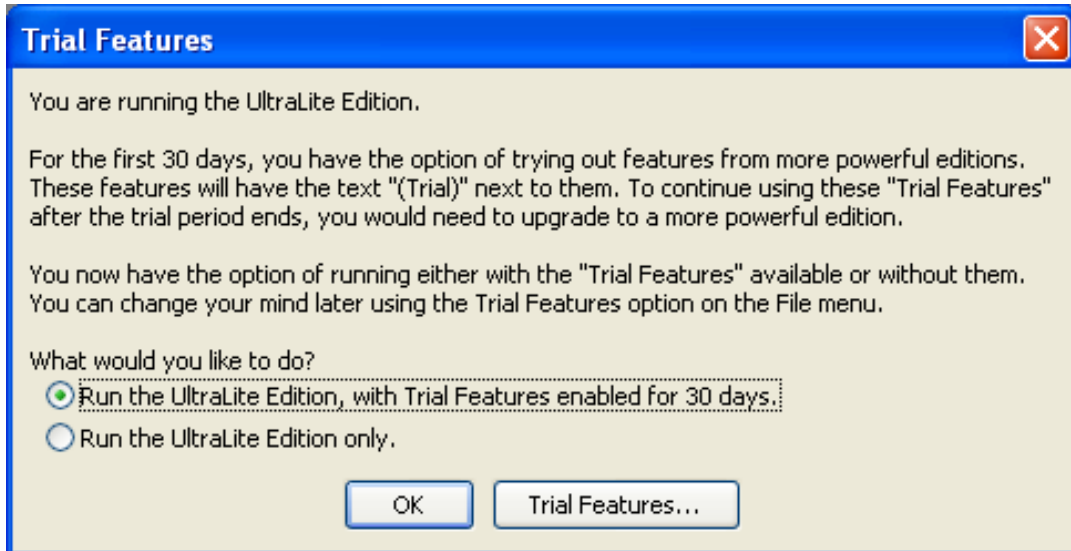 Trial Features
You are running the UltraLite Edition.
For the first 30 days, you have the option of trying out features from more powerful editions.
These features will have the text "(Trial)" next to them. To continue using these "Trial Features"
after the trial period ends, you would need to upgrade to a more powerful edition.
You now have the option of running either with the "Trial Features" available or without them.
You can change your mind later using the Trial Features option on the File menu.
What would you like to do?
Run the UltraLite Edition, with Trial Features enabled for 30 days.
Run the UltraLite Edition only.
OK
Trial Features...